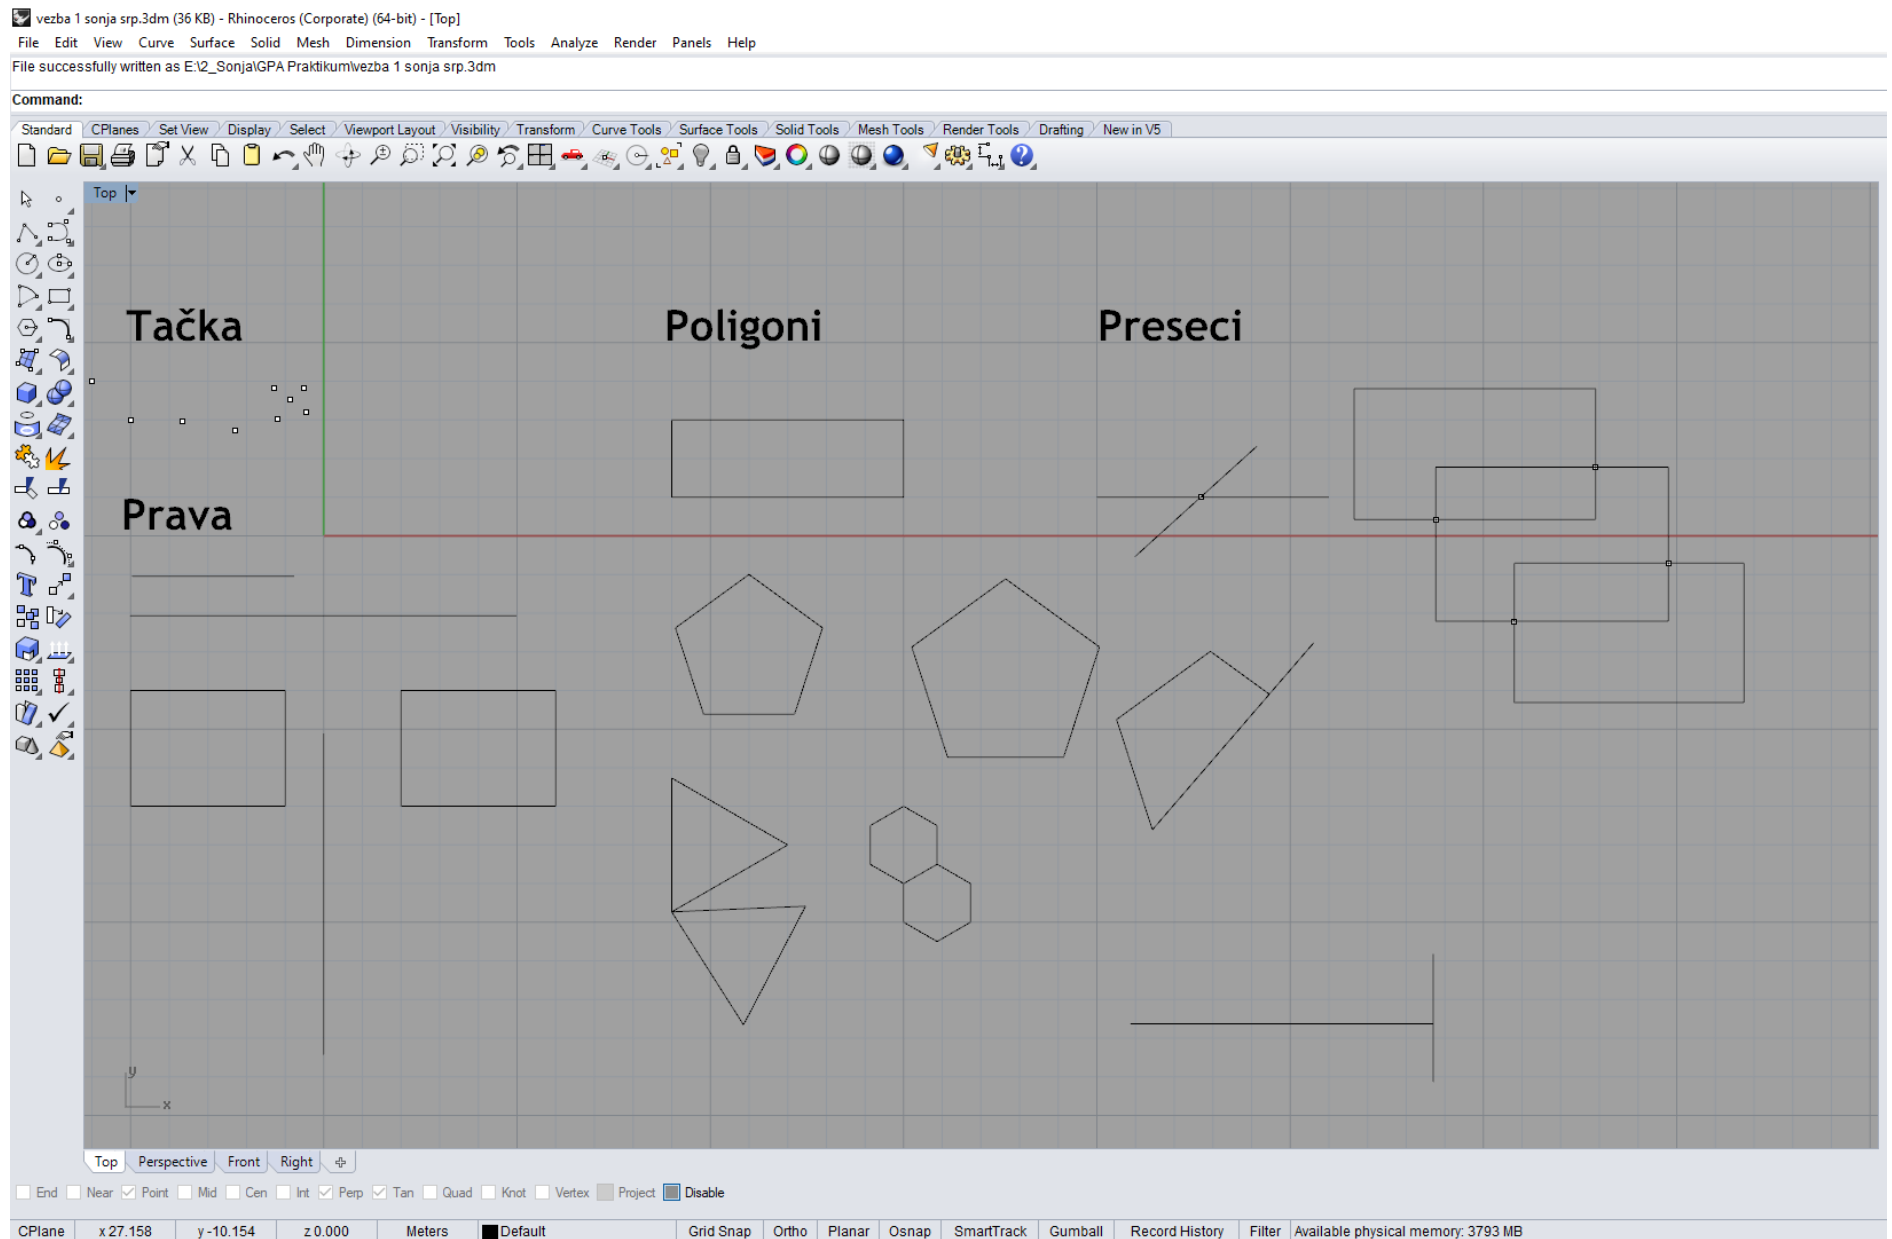 vezba 1 sonja srp.3dm (36 KB) - Rhinoceros (Corporate) (64-bit) - [Top]
File Edit View Curve Surface Solid Mesh Dimension Transform Tools Analyze Render Panels Help
File successfully written as E:\2_Sonja\GPA Praktikum\vezba 1 sonja srp.3dm
Command:
Standard CPlanes Set View Display Select Viewport Layout Visibility Transform Curve Tools Surface Tools Solid Tools Mesh Tools Render Tools Drafting New in V5
Top
Tačka Poligoni Preseci
Prava
y
x
Top Perspective Front Right
End Near Point Mid Cen Int Perp Tan Quad Knot Vertex Project Disable
CPlane x 27.158 y -10.154 z 0.000 Meters Default Grid Snap Ortho Planar Osnap SmartTrack Gumball Record History Filter Available physical memory: 3793 MB